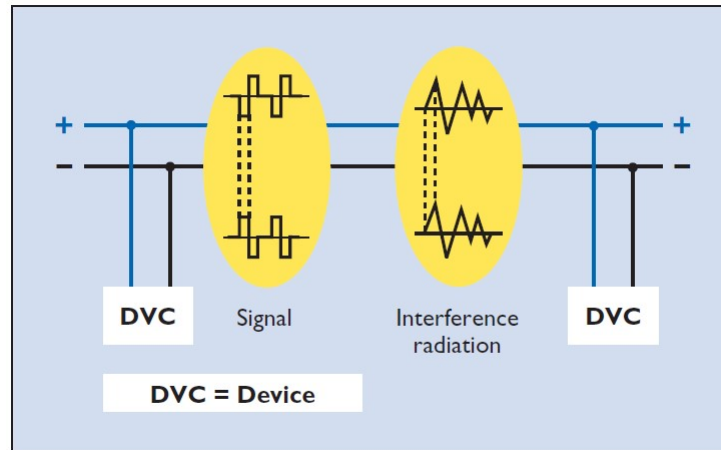 + +
– –
DVC Signal Interference DVC
radiation
DVC = Device